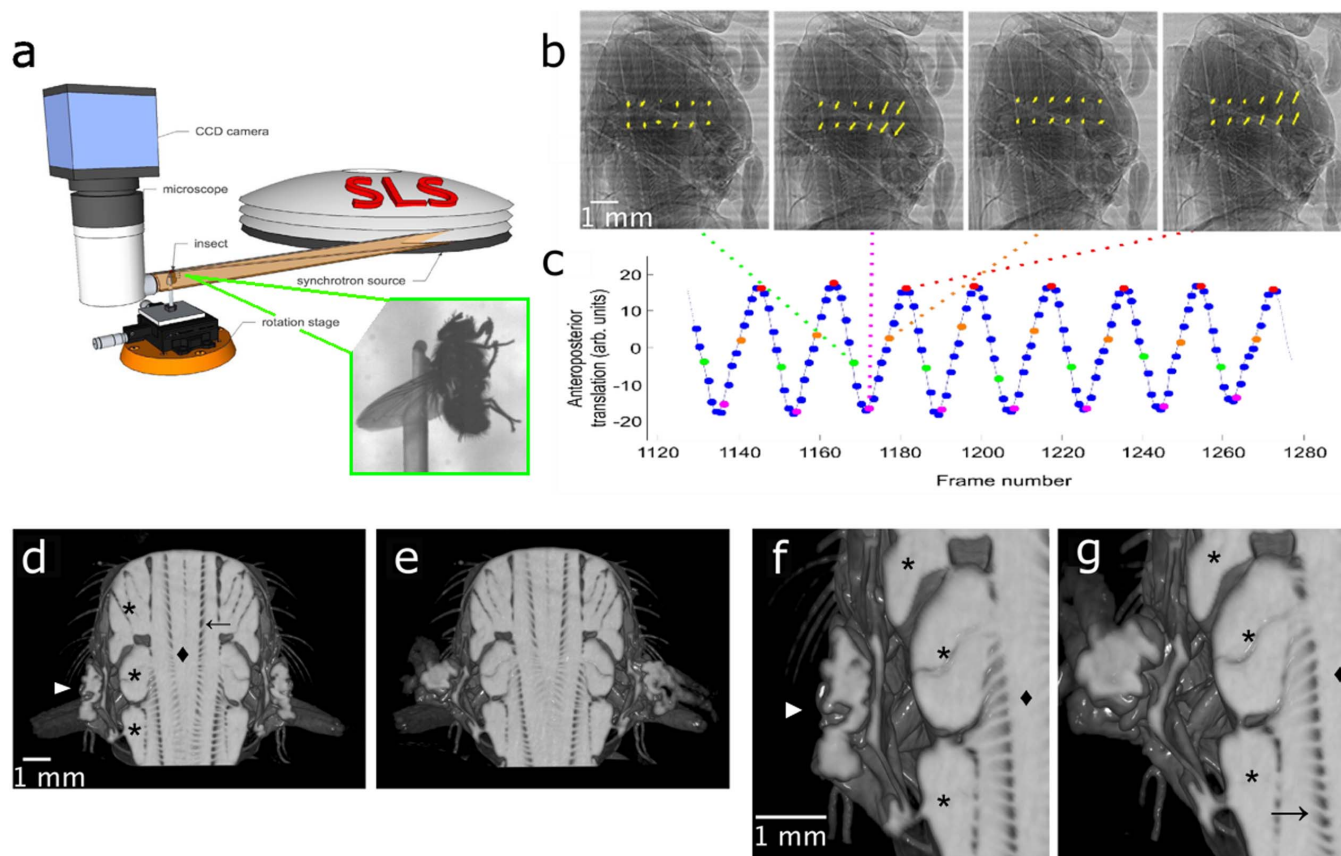 a
CCD camera
microscope
insect
SLS
synchrotron source
rotation stage
b
1 mm
c
Anteroposterior
translation (arb. units)
20
10
0
-10
-20
1120
1140
1160
1180
1200
1220
1240
1260
1280
Frame number
d
*
*
*
1 mm
e
f
*
*
*
1 mm
g
*
*
*